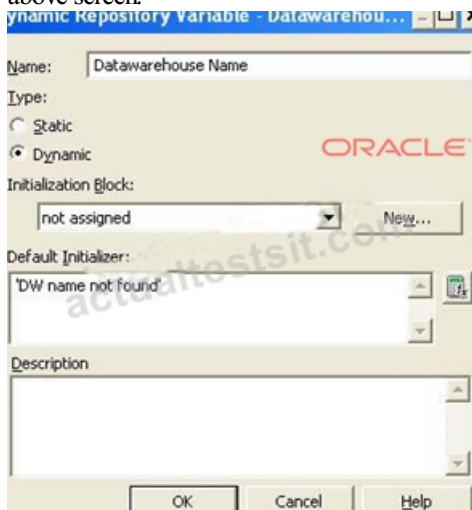 above screen.
ynamic Repository Variable - Datawarehou...
Name: Datawarehouse Name
Type:
Static
Dynamic
ORACLE
Initialization Block:
not assigned New...
Default Initializer:
'DW name not found'
actualtestsit.com
Description
OK Cancel Help